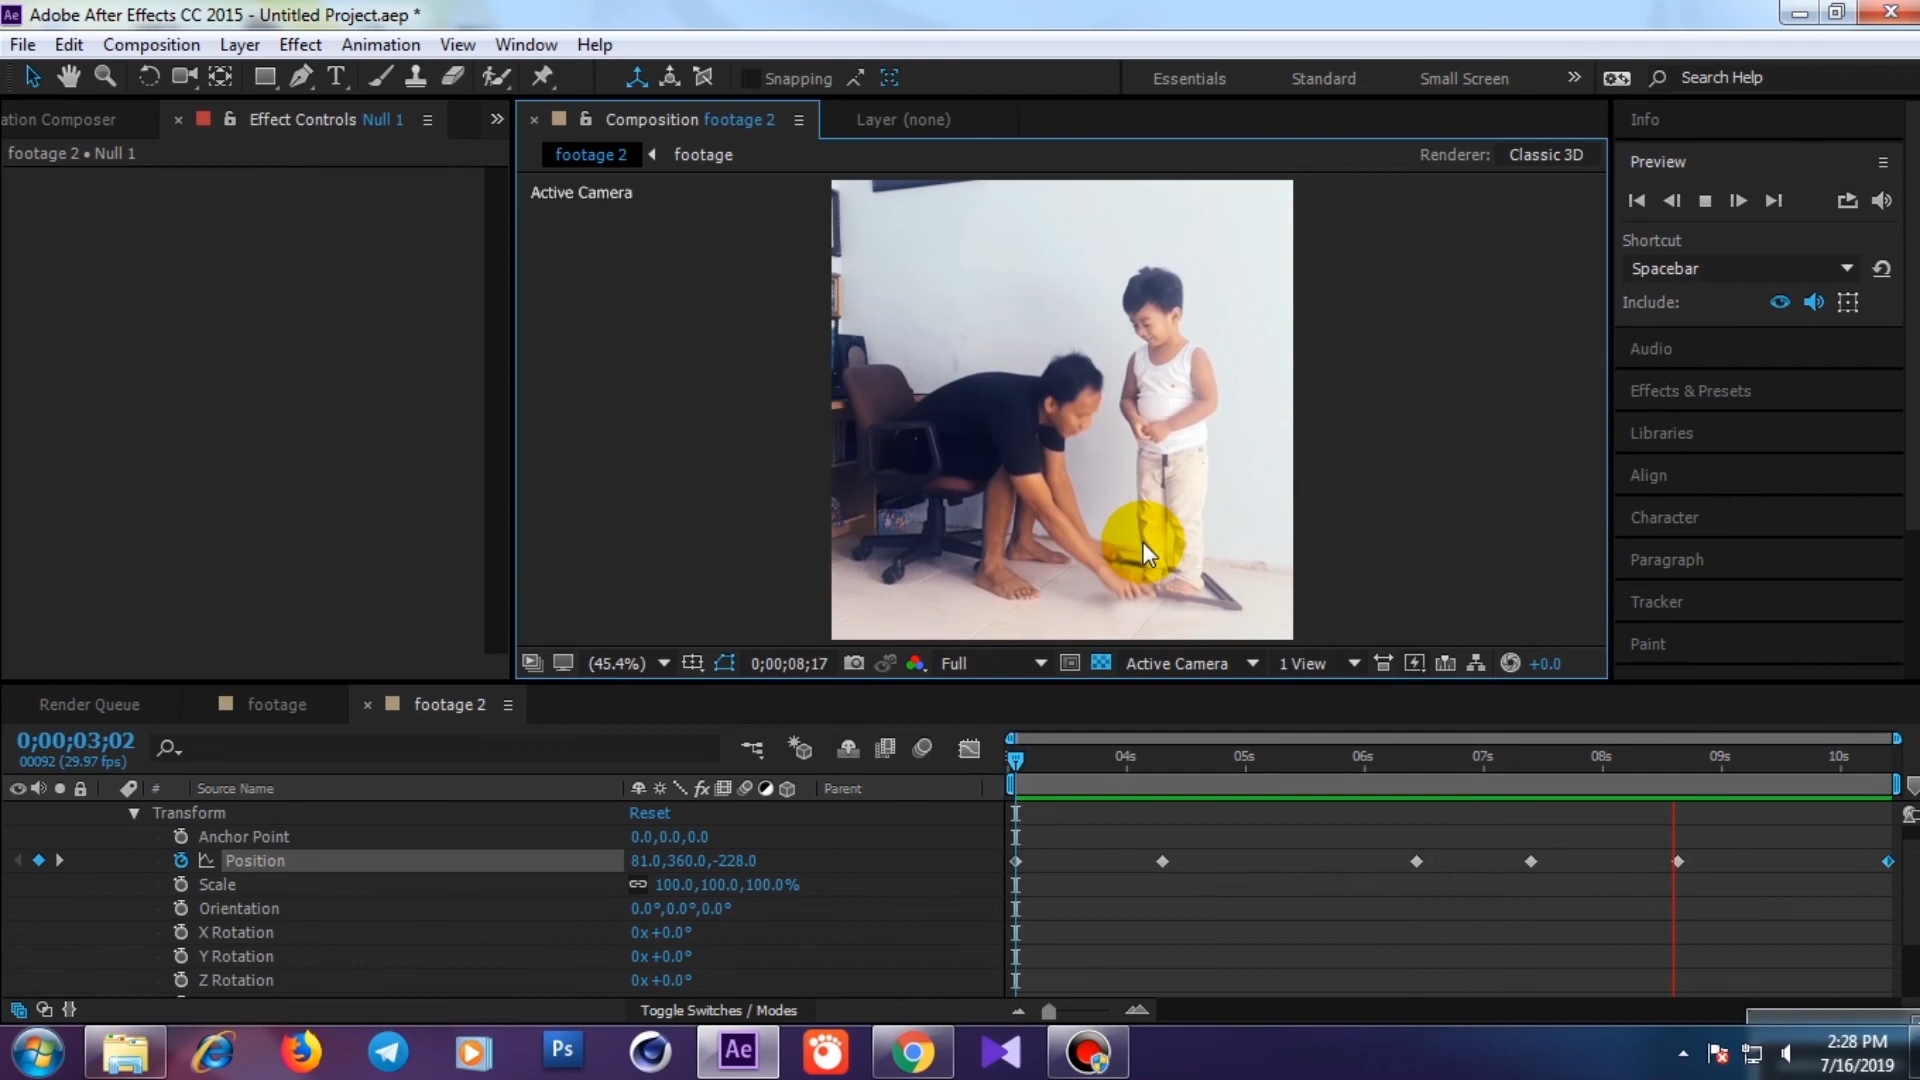 Ae Adobe After Effects CC 2015 - Untitled Project.aep *
File Edit Composition Layer Effect Animation View Window Help
T Snapping Essentials Standard Small Screen Search Help
ation Composer Effect Controls Null 1 Composition footage 2 Layer (none) Info
footage 2 • Null 1 footage 2 footage Renderer: Classic 3D Preview
Active Camera
Shortcut
Spacebar
Include:
Audio
Effects & Presets
Libraries
Align
Character
Paragraph
Tracker
Paint
(45.4%) 0;00;08;17 Full Active Camera 1 View +0.0
Render Queue footage footage 2
0;00;03;02
00092 (29.97 fps) 04s 05s 06s 07s 08s 09s 10s
# Source Name fx Parent
Transform Reset
Anchor Point 0.0,0.0,0.0
Position 81.0,360.0,-228.0
Scale 100.0,100.0,100.0%
Orientation 0.0°,0.0°,0.0°
X Rotation 0x+0.0°
Y Rotation 0x+0.0°
Z Rotation 0x+0.0°
Toggle Switches / Modes
Ps Ae 2:28 PM
7/16/2019